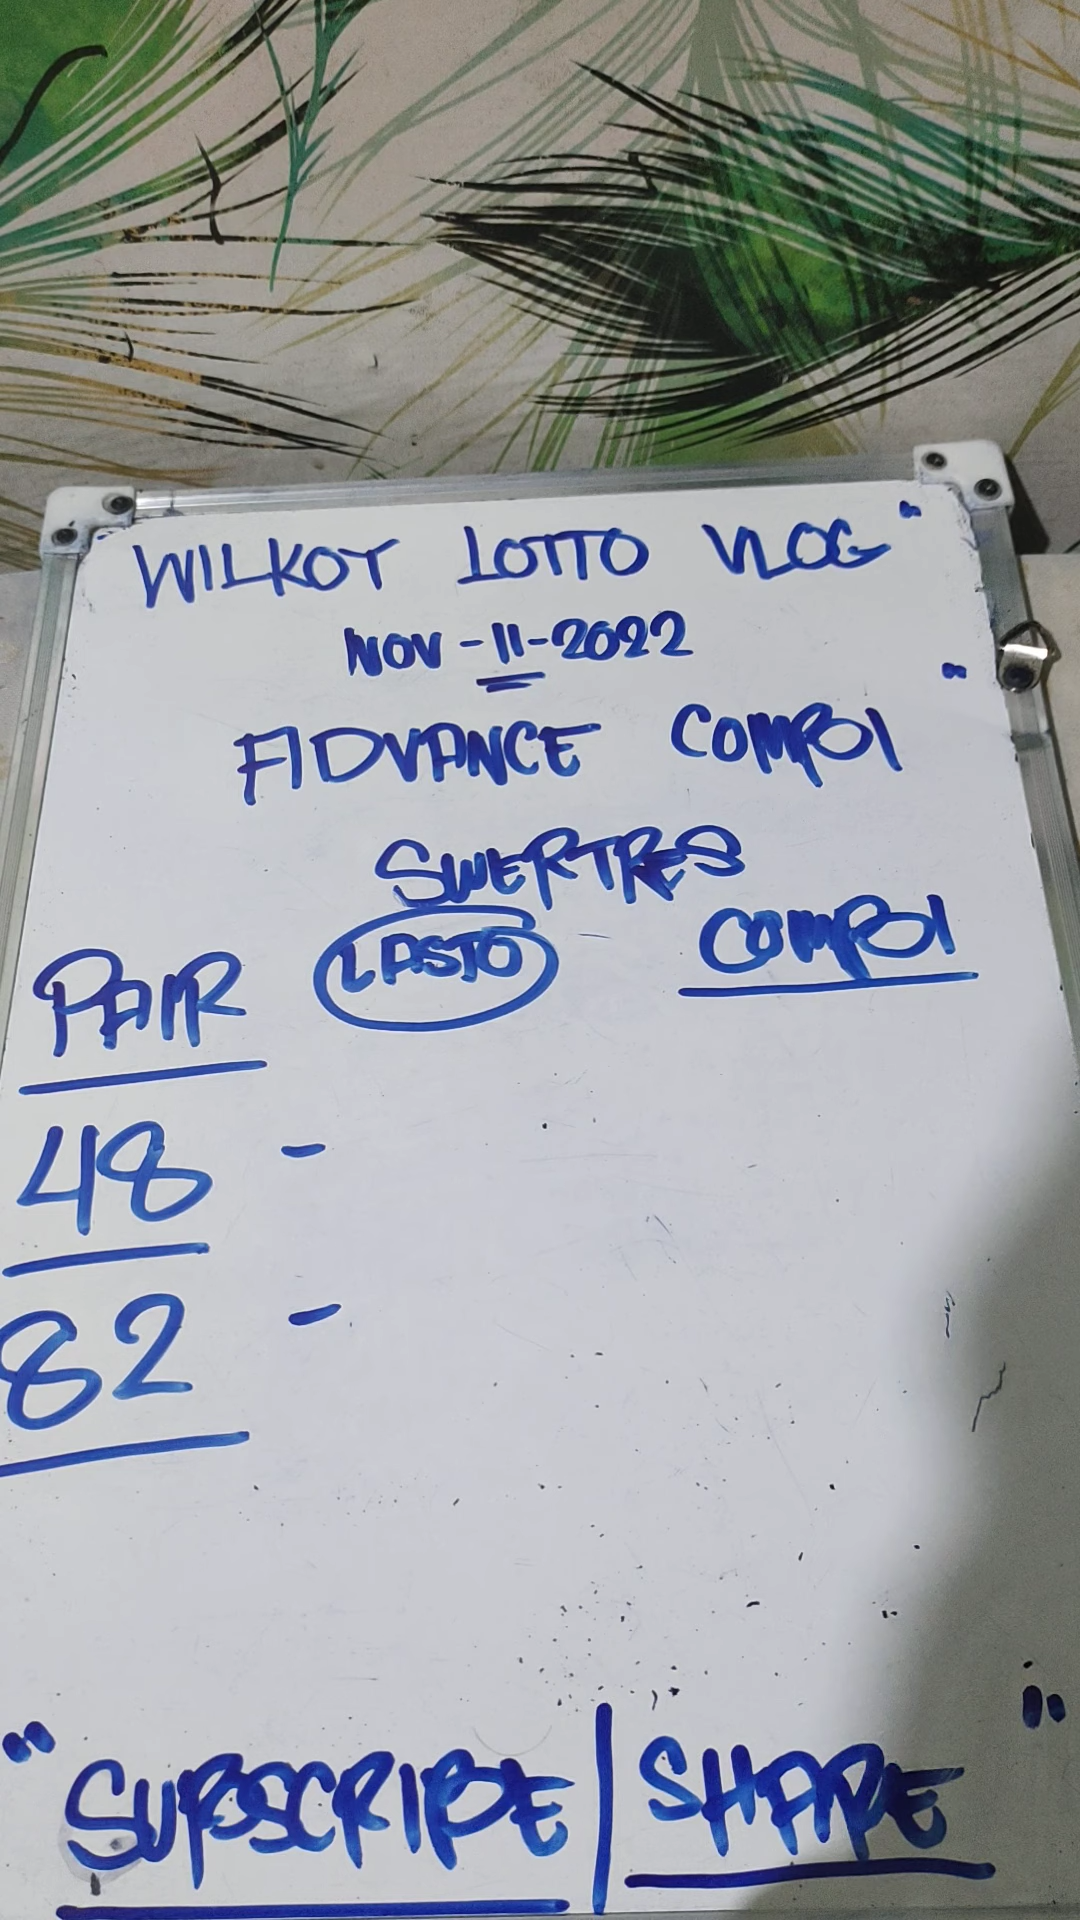 WILKOT LOTTO VLOG "
NOV-11-2022
ADVANCE COMBI "
SWERTRES
PAIR LASTO - COMBI
48 -
82 -
"SUBSCRIBE | SHARE"